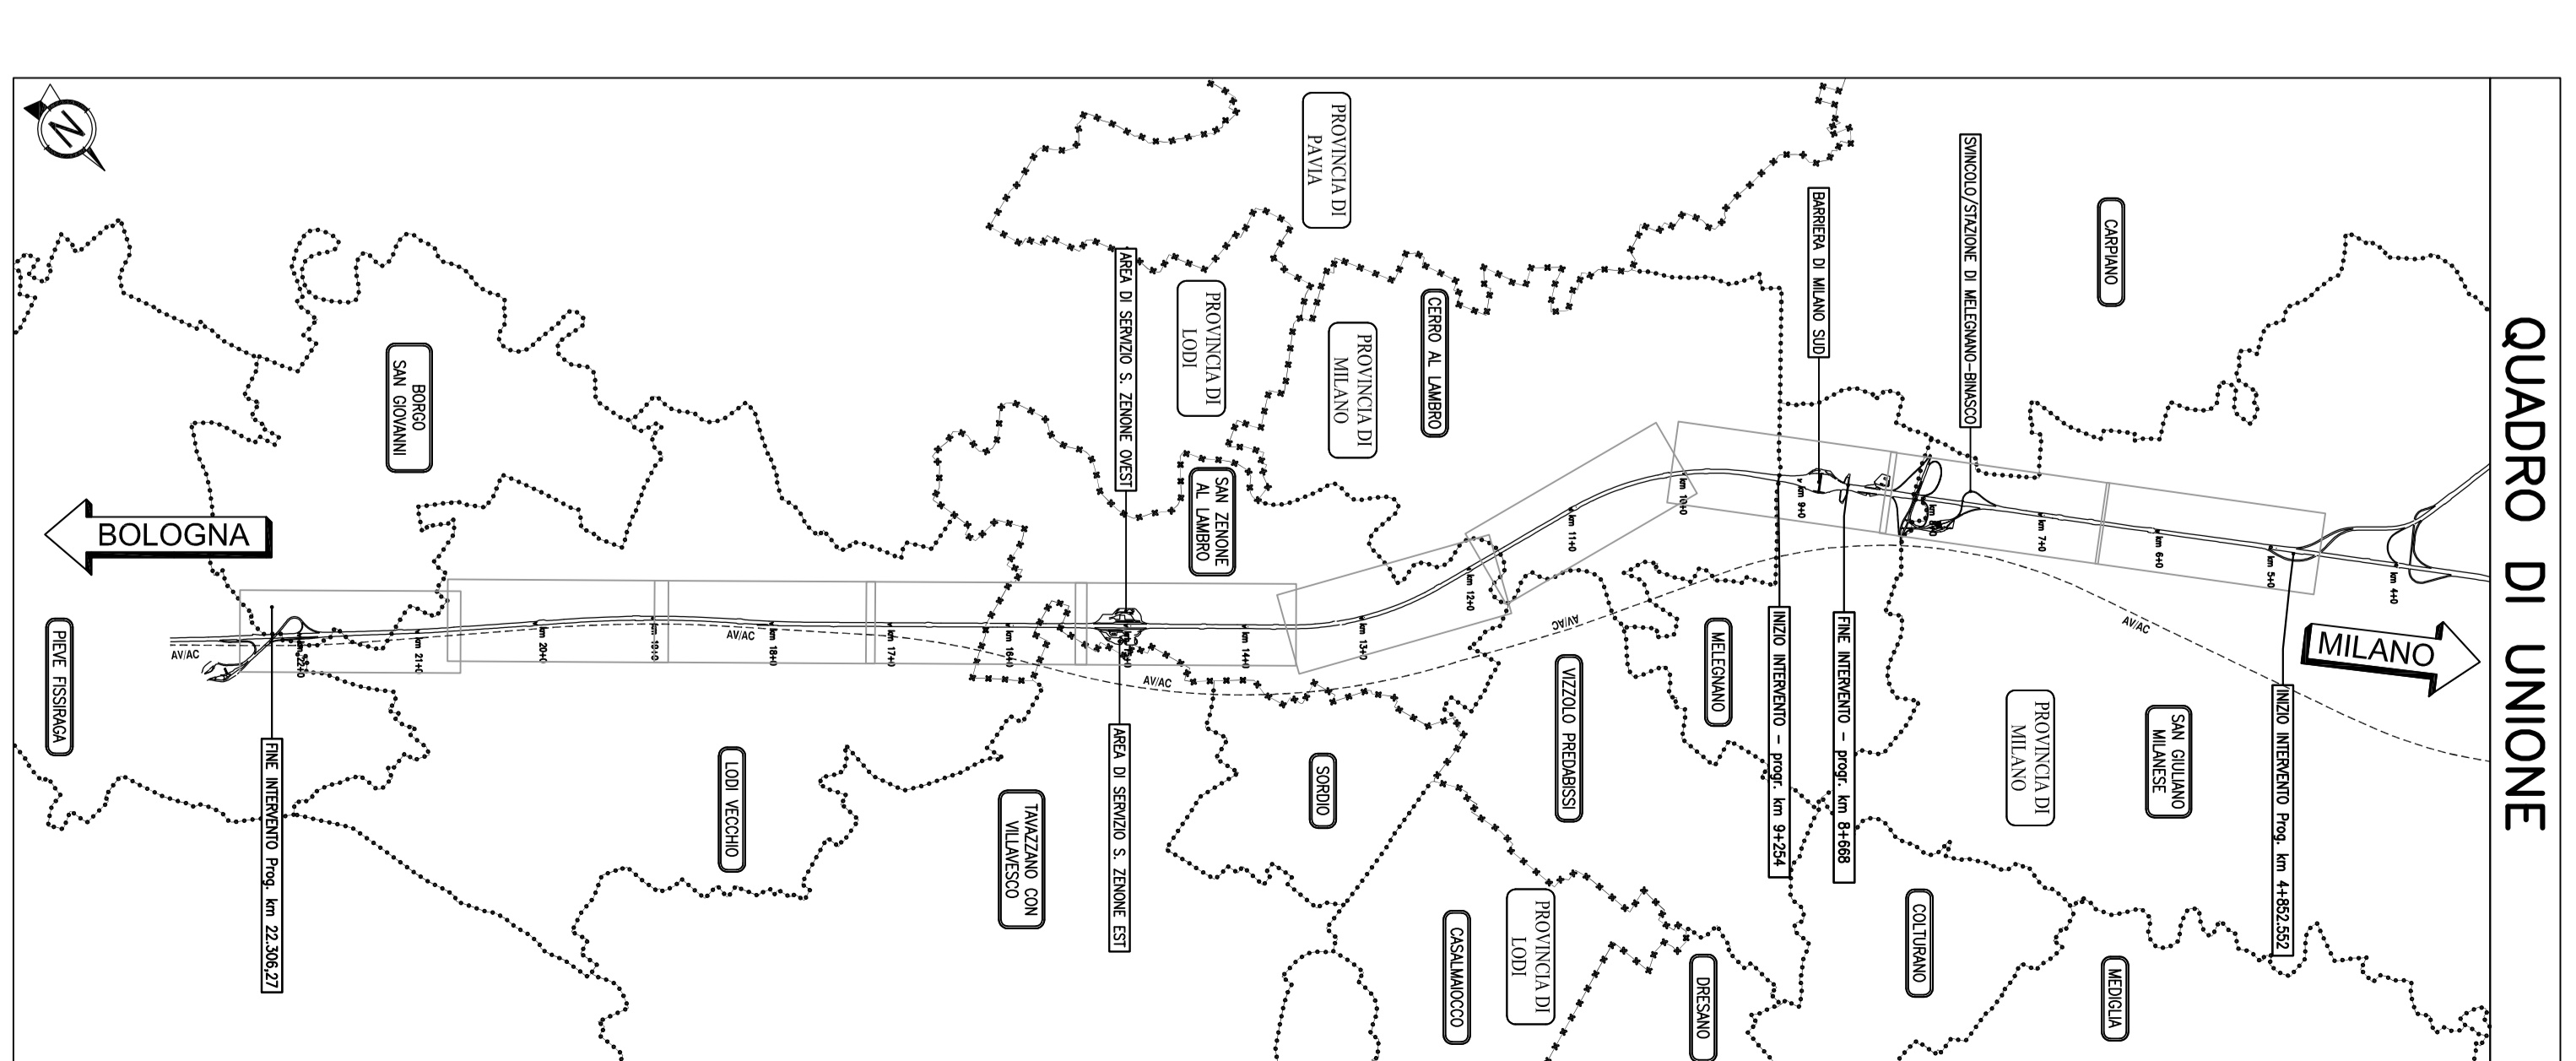 QUADRO DI UNIONE
N
PROVINCIA DI
PAVIA
CARPIANO
SVINCOLO/STAZIONE DI MELEGNANO-BINASCO
BARRIERA DI MILANO SUD
AREA DI SERVIZIO S. ZENONE OVEST
PROVINCIA DI
LODI
PROVINCIA DI
MILANO
CERRO AL LAMBRO
BORGO
SAN GIOVANNI
SAN ZENONE
AL LAMBRO
BOLOGNA
MILANO
km 4+0
km 5+0
km 6+0
km 7+0
km 9+0
km 10+0
km 11+0
km 12+0
km 13+0
km 14+0
km 16+0
km 17+0
km 18+0
km 19+0
km 20+0
km 21+0
km 22+0
AV/AC
AV/AC
AV/AC
AV/AC
AV/AC
PIEVE FISSIRAGA
FINE INTERVENTO Prog. km 22.306,27
LODI VECCHIO
TAVAZZANO CON
VILLAVESCO
AREA DI SERVIZIO S. ZENONE EST
SORDIO
VIZZOLO PREDABISSI
MELEGNANO
INIZIO INTERVENTO - progr. km 9+254
FINE INTERVENTO - progr. km 8+668
PROVINCIA DI
MILANO
SAN GIULIANO
MILANESE
INIZIO INTERVENTO Prog. km 4+852.552
CASALMAIOCCO
PROVINCIA DI
LODI
DRESANO
COLTURANO
MEDIGLIA